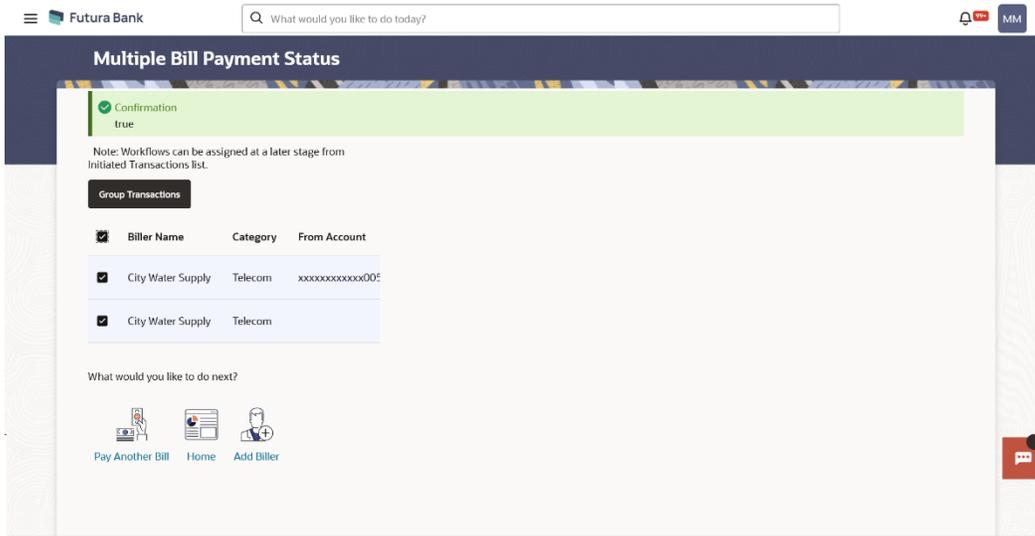 Futura Bank
What would you like to do today?
99+
MM
Multiple Bill Payment Status
Confirmation
true
Note: Workflows can be assigned at a later stage from
Initiated Transactions list.
Group Transactions
Biller Name Category From Account
City Water Supply Telecom xxxxxxxxxxxx005
City Water Supply Telecom
What would you like to do next?
Pay Another Bill Home Add Biller